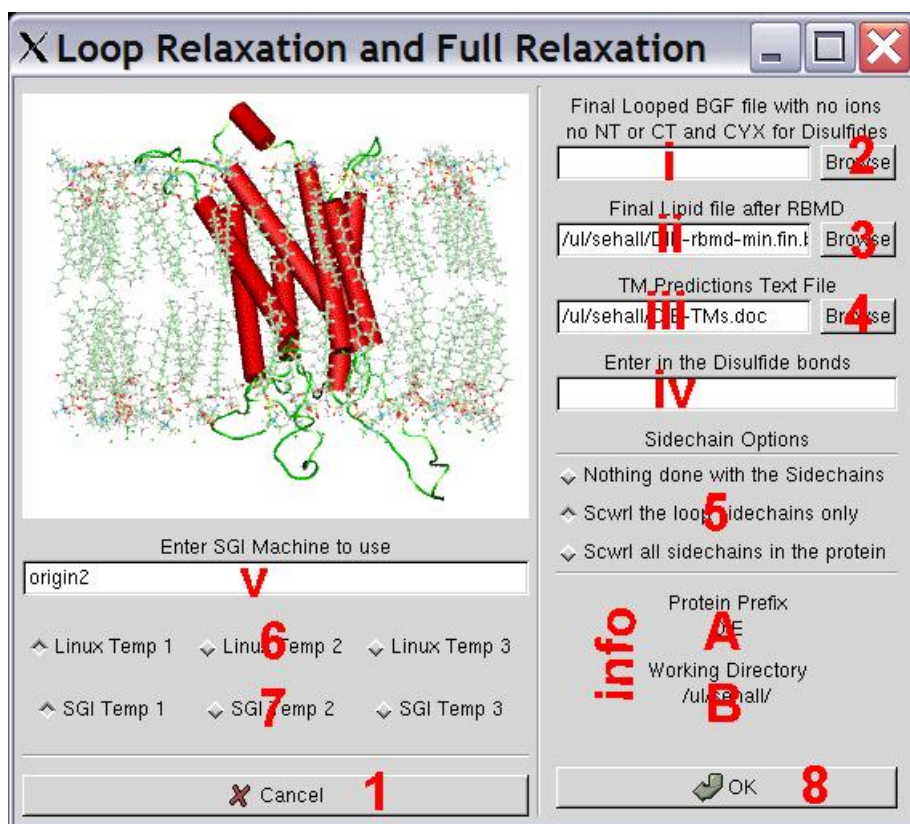 Loop Relaxation and Full Relaxation
Final Looped BGF file with no ions
no NT or CT and CYX for Disulfides
i
Browse 2
Final Lipid file after RBMD
ii
Browse 3
TM Predictions Text File
iii
Browse 4
Enter in the Disulfide bonds
iv
Sidechain Options
Nothing done with the Sidechains
Scwrl the loop sidechains only
5
Scwrl all sidechains in the protein
Enter SGI Machine to use
origin2
v
Linux Temp 1 Linux Temp 2 Linux Temp 3
6
SGI Temp 1 SGI Temp 2 SGI Temp 3
7
info
Protein Prefix
A
Working Directory
/ul/sehall/
B
Cancel 1
OK 8